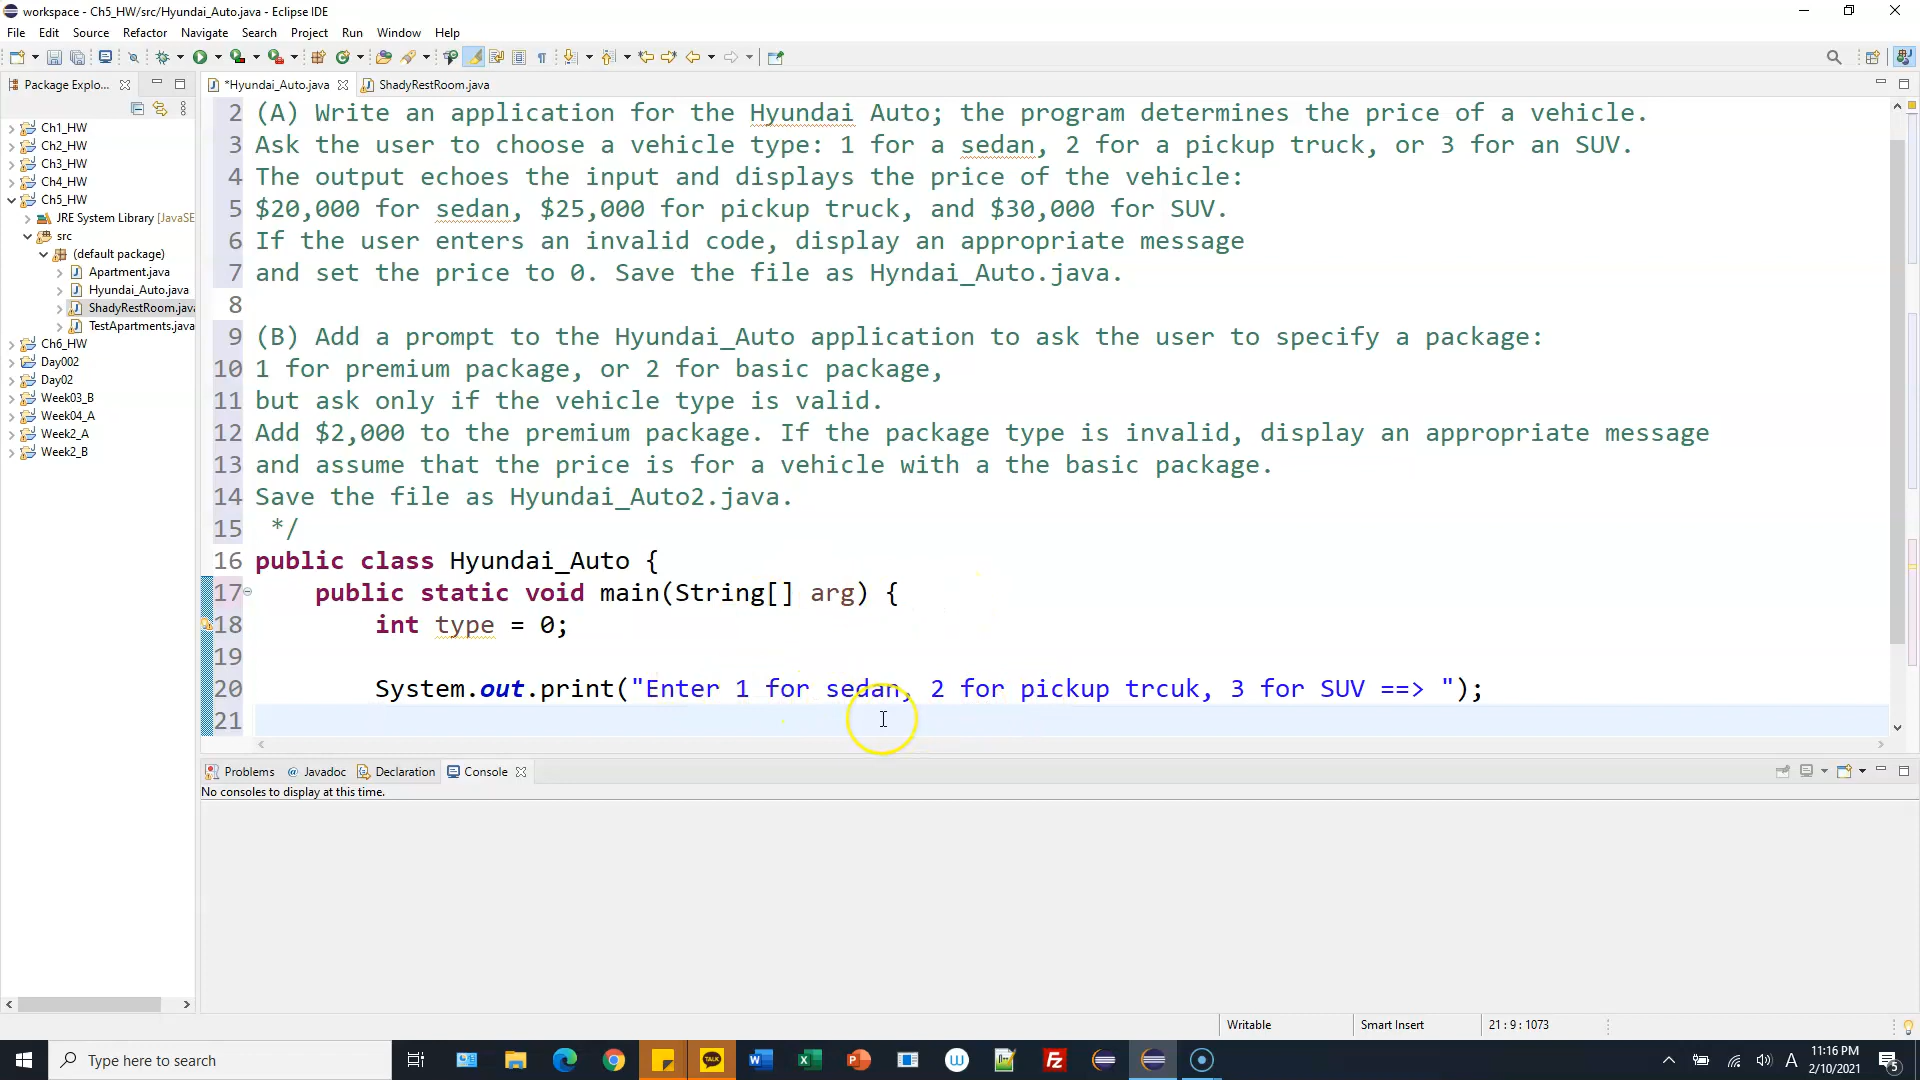 workspace - Ch5_HW/src/Hyundai_Auto.java - Eclipse IDE
File Edit Source Refactor Navigate Search Project Run Window Help
Package Explo...
*Hyundai_Auto.java
ShadyRestRoom.java
Ch1_HW
Ch2_HW
Ch3_HW
Ch4_HW
Ch5_HW
JRE System Library [JavaSE
src
(default package)
Apartment.java
Hyundai_Auto.java
ShadyRestRoom.java
TestApartments.java
Ch6_HW
Day002
Day02
Week03_B
Week04_A
Week2_A
Week2_B
2 (A) Write an application for the Hyundai Auto; the program determines the price of a vehicle.
3 Ask the user to choose a vehicle type: 1 for a sedan, 2 for a pickup truck, or 3 for an SUV.
4 The output echoes the input and displays the price of the vehicle:
5 $20,000 for sedan, $25,000 for pickup truck, and $30,000 for SUV.
6 If the user enters an invalid code, display an appropriate message
7 and set the price to 0. Save the file as Hyndai_Auto.java.
8
9 (B) Add a prompt to the Hyundai_Auto application to ask the user to specify a package:
10 1 for premium package, or 2 for basic package,
11 but ask only if the vehicle type is valid.
12 Add $2,000 to the premium package. If the package type is invalid, display an appropriate message
13 and assume that the price is for a vehicle with a the basic package.
14 Save the file as Hyundai_Auto2.java.
15 */
16 public class Hyundai_Auto {
17 public static void main(String[] arg) {
18 int type = 0;
19
20 System.out.print("Enter 1 for sedan, 2 for pickup trcuk, 3 for SUV ==> ");
21
Problems @ Javadoc Declaration Console
No consoles to display at this time.
Writable Smart Insert 21 : 9 : 1073
Type here to search
TALK
A
11:16 PM
2/10/2021
5